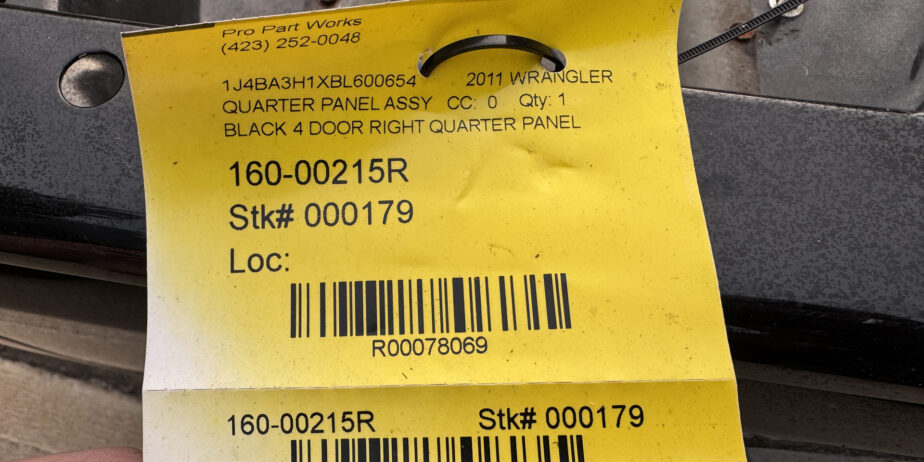 Pro Part Works
(423) 252-0048
1J4BA3H1XBL600654 2011 WRANGLER
QUARTER PANEL ASSY CC: 0 Qty: 1
BLACK 4 DOOR RIGHT QUARTER PANEL
160-00215R
Stk# 000179
Loc:
R00078069
160-00215R Stk# 000179